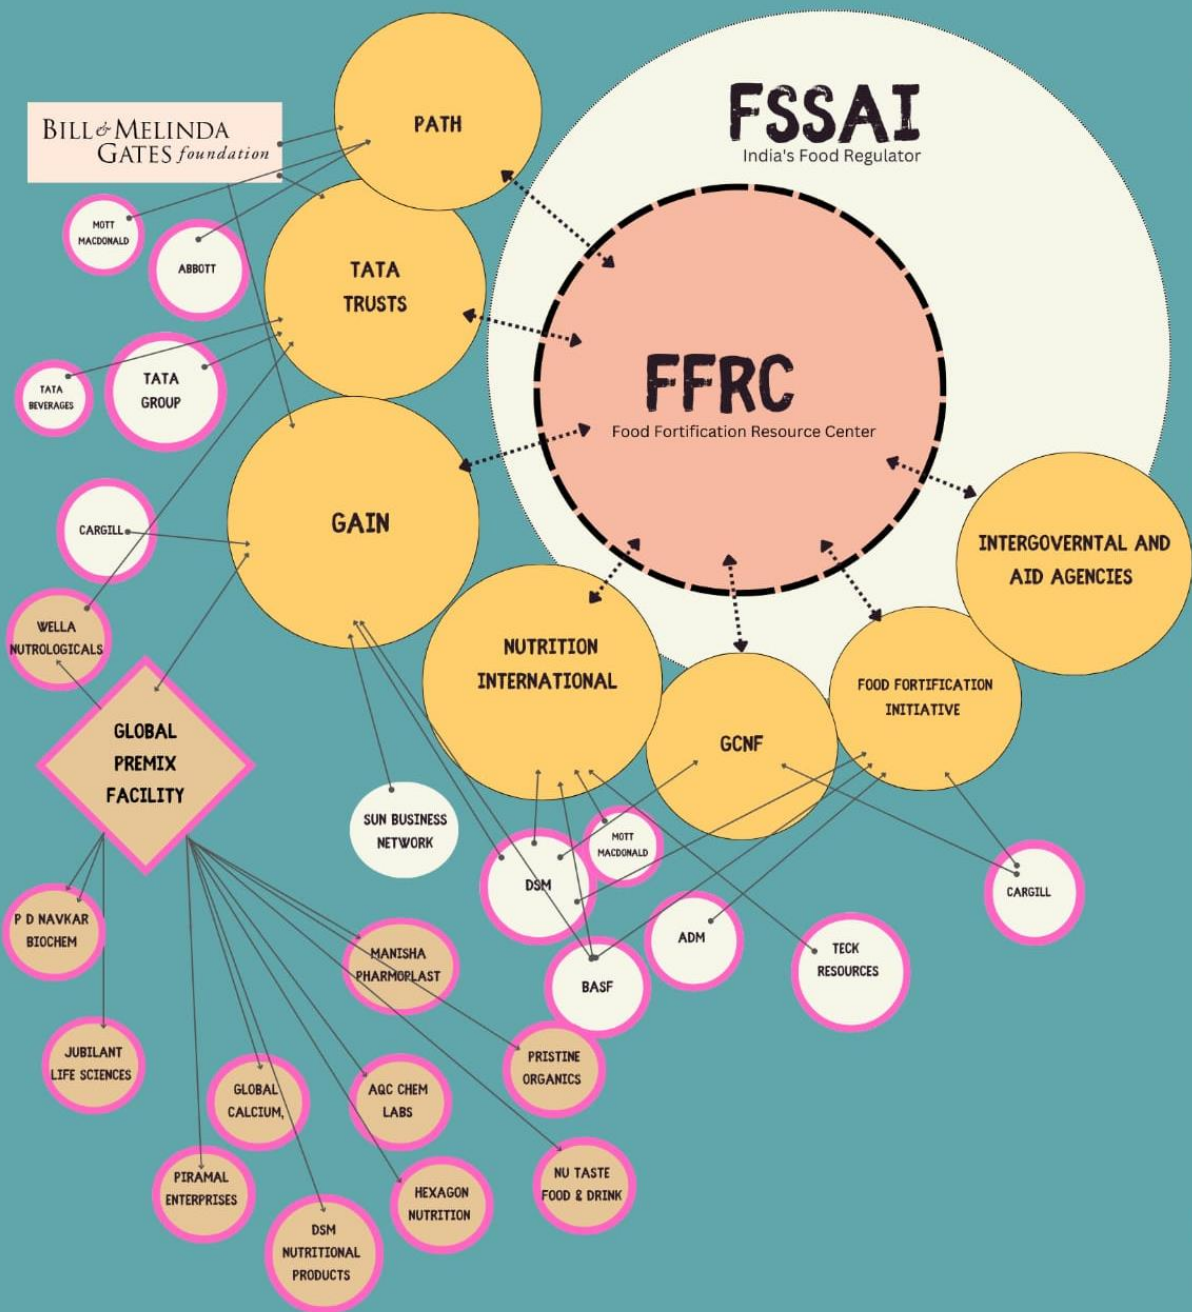 PATH
FSSAI
India's Food Regulator
BILL & MELINDA
GATES foundation
MOTT
MACDONALD
ABBOTT
TATA
TRUSTS
FFRC
Food Fortification Resource Center
TATA
BEVERAGES
TATA
GROUP
GAIN
CARGILL
INTERGOVERNTAL AND
AID AGENCIES
WELLA
NUTROLOGICALS
NUTRITION
INTERNATIONAL
FOOD FORTIFICATION
INITIATIVE
GCNF
GLOBAL
PREMIX
FACILITY
SUN BUSINESS
NETWORK
MOTT
MACDONALD
DSM
CARGILL
P D NAVKAR
BIOCHEM
ADM
TECK
RESOURCES
MANISHA
PHARMOPLAST
BASF
JUBILANT
LIFE SCIENCES
PRISTINE
ORGANICS
GLOBAL
CALCIUM,
AQC CHEM
LABS
PIRAMAL
ENTERPRISES
HEXAGON
NUTRITION
NU TASTE
FOOD & DRINK
DSM
NUTRITIONAL
PRODUCTS